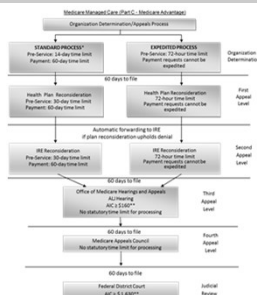 Medicare Managed Care (Part C - Medicare Advantage)
Organization Determination/Appeals Process
STANDARD PROCESS*
Pre-Service: 14-day time limit
Payment: 60-day time limit
EXPEDITED PROCESS
Pre-Service: 72-hour time limit
Payment requests cannot be
expedited
Organization
Determination
60 days to file
Health Plan Reconsideration
Pre-Service: 30-day time limit
Payment: 60-day time limit
Health Plan Reconsideration
72-hour time limit
Payment requests cannot be
expedited
First
Appeal
Level
Automatic forwarding to IRE
if plan reconsideration upholds denial
IRE Reconsideration
Pre-Service: 30-day time limit
Payment: 60-day time limit
IRE Reconsideration
72-hour time limit
Payment requests cannot be
expedited
Second
Appeal
Level
60 days to file
Office of Medicare Hearings and Appeals
ALJ Hearing
AIC ≥ $160**
No statutory time limit for processing
Third
Appeal
Level
60 days to file
Medicare Appeals Council
No statutory time limit for processing
Fourth
Appeal
Level
60 days to file
Federal District Court
Judicial
Review